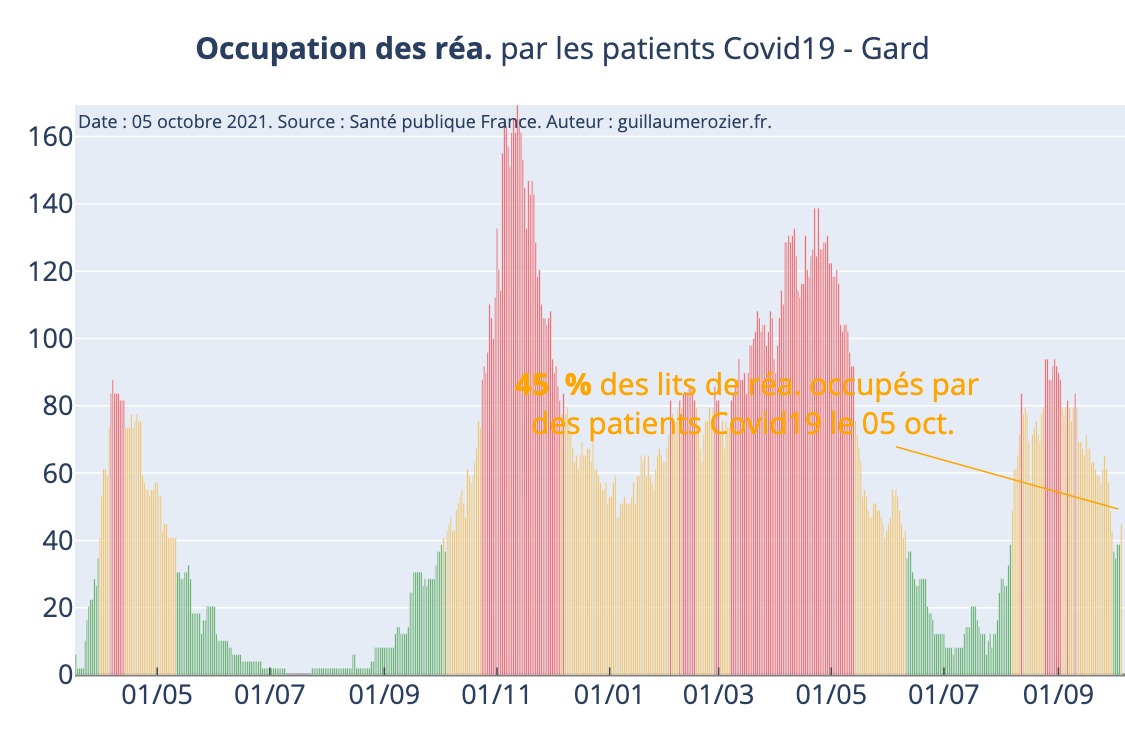 Occupation des réa. par les patients Covid19 - Gard
Date : 05 octobre 2021. Source : Santé publique France. Auteur : guillaumerozier.fr.
160
140
120
100
80
60
40
20
0
45 % des lits de réa. occupés par
des patients Covid19 le 05 oct.
01/05 01/07 01/09 01/11 01/01 01/03 01/05 01/07 01/09